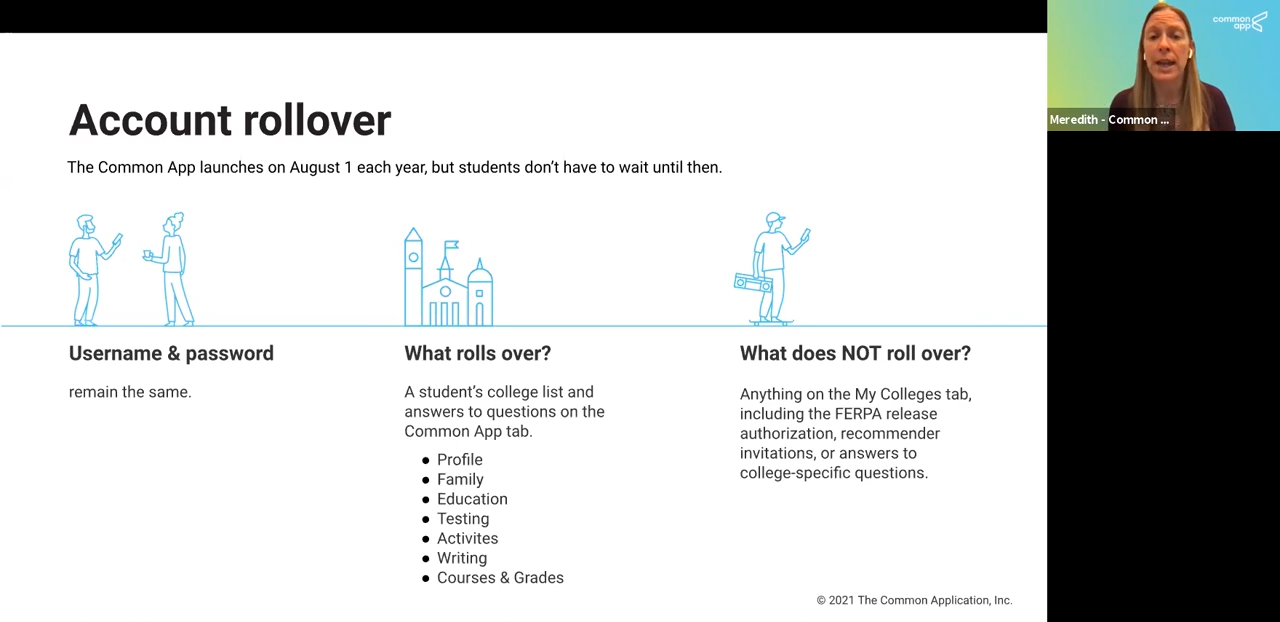 Account rollover
The Common App launches on August 1 each year, but students don't have to wait until then.
Username & password
remain the same.
What rolls over?
A student's college list and
answers to questions on the
Common App tab.
● Profile
● Family
● Education
● Testing
● Activites
● Writing
● Courses & Grades
What does NOT roll over?
Anything on the My Colleges tab,
including the FERPA release
authorization, recommender
invitations, or answers to
college-specific questions.
© 2021 The Common Application, Inc.
common
app
Meredith - Common ...